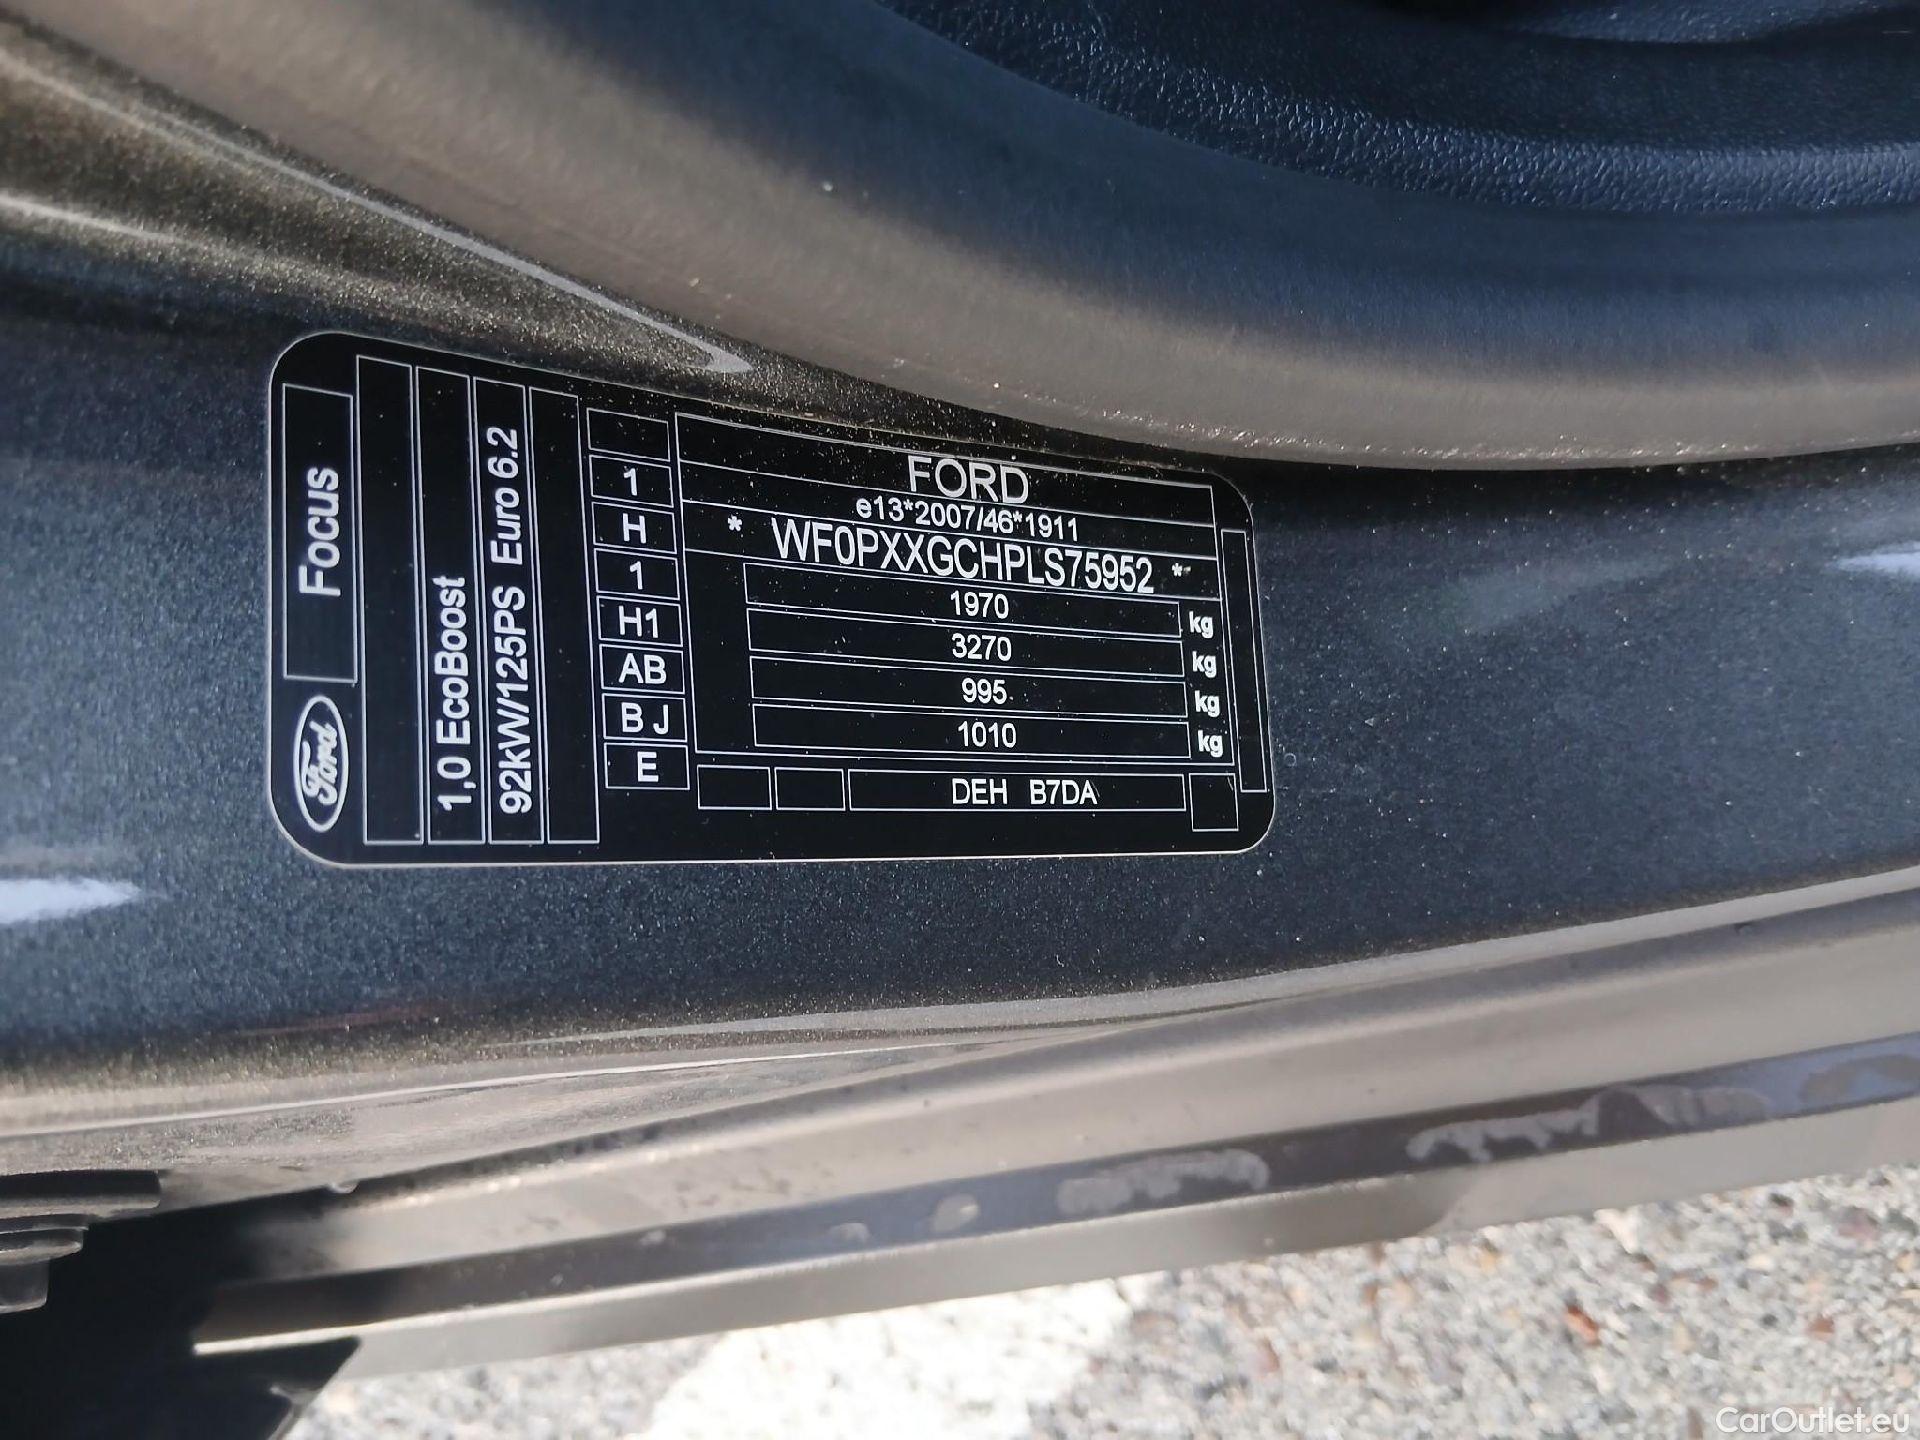 Ford
Focus
1,0 EcoBoost
92kW/125PS Euro 6.2
1
H
1
H1
AB
B J
E
FORD
e13*2007/46*1911
* WF0PXXGCHPLS75952 *
1970 kg
3270 kg
995 kg
1010 kg
DEH B7DA
CarOutlet.eu